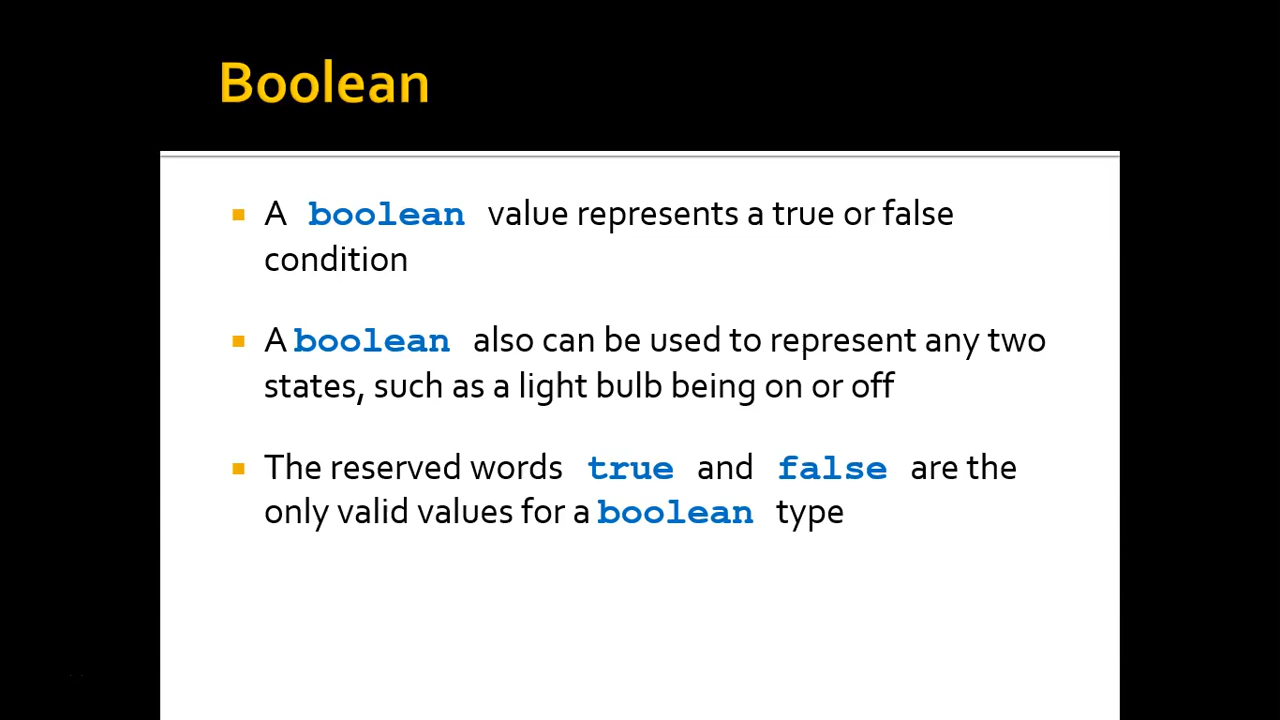 Boolean
A boolean value represents a true or false
condition
A boolean also can be used to represent any two
states, such as a light bulb being on or off
The reserved words true and false are the
only valid values for a boolean type